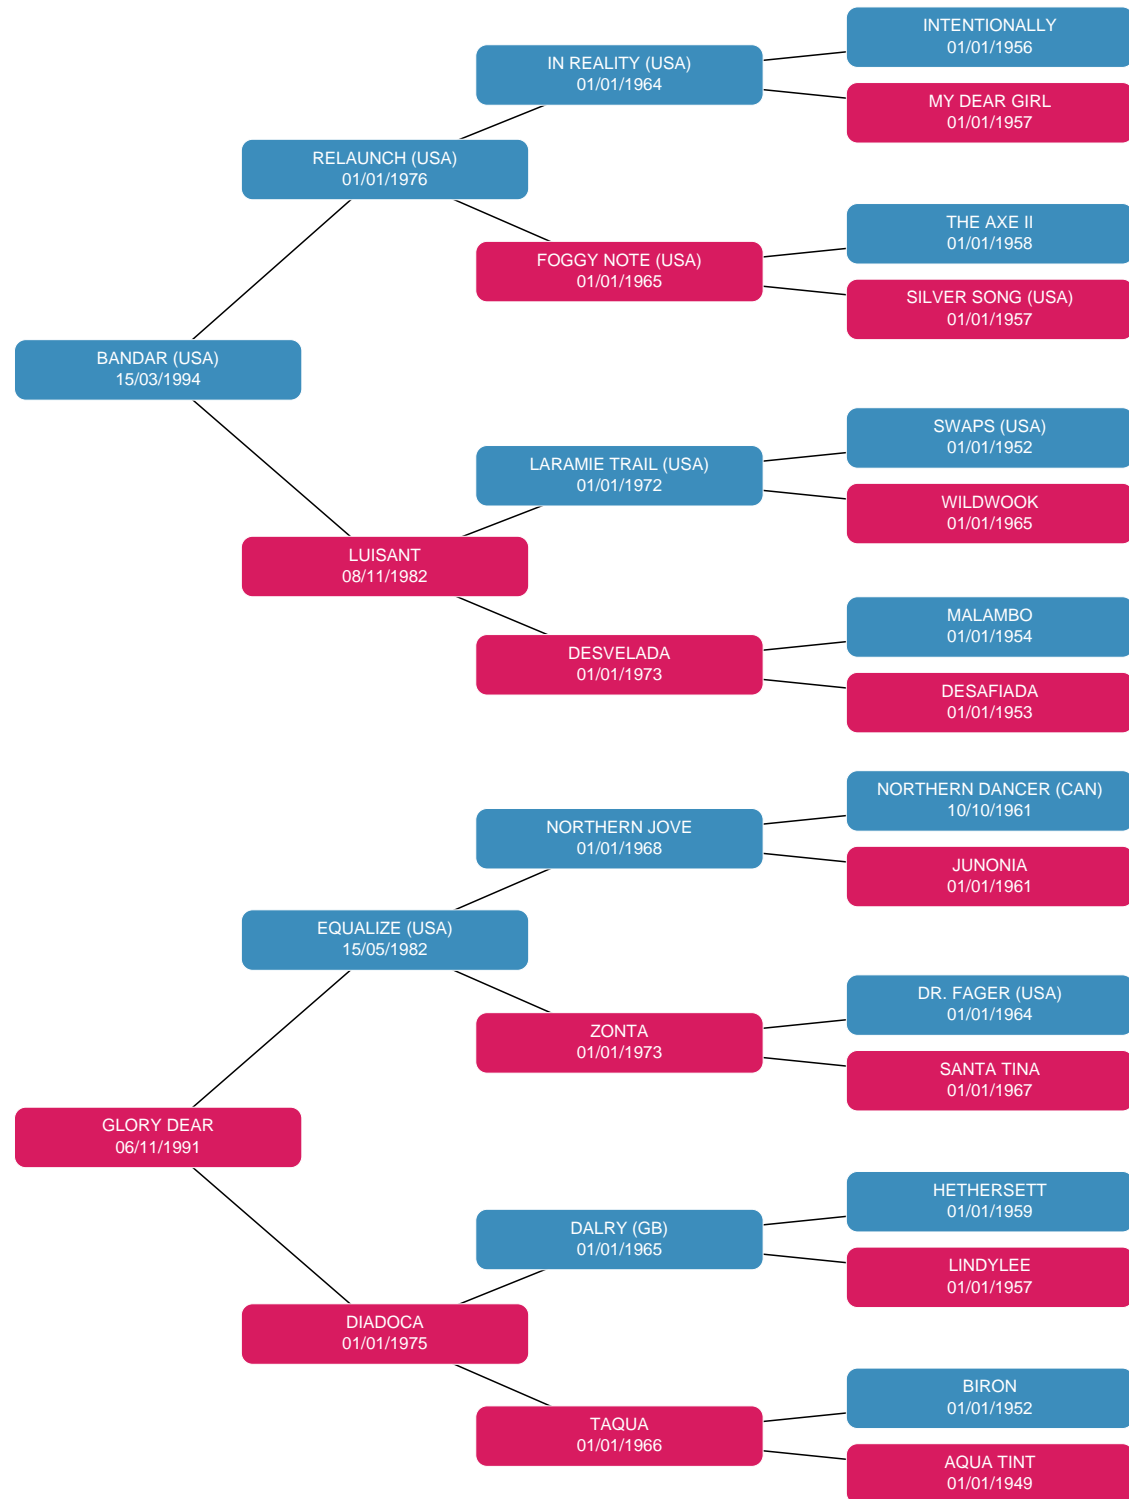 INTENTIONALLY
01/01/1956
IN REALITY (USA)
01/01/1964
MY DEAR GIRL
01/01/1957
RELAUNCH (USA)
01/01/1976
THE AXE II
01/01/1958
FOGGY NOTE (USA)
01/01/1965
SILVER SONG (USA)
01/01/1957
BANDAR (USA)
15/03/1994
SWAPS (USA)
01/01/1952
LARAMIE TRAIL (USA)
01/01/1972
WILDWOOK
01/01/1965
LUISANT
08/11/1982
MALAMBO
01/01/1954
DESVELADA
01/01/1973
DESAFIADA
01/01/1953
NORTHERN DANCER (CAN)
10/10/1961
NORTHERN JOVE
01/01/1968
JUNONIA
01/01/1961
EQUALIZE (USA)
15/05/1982
DR. FAGER (USA)
01/01/1964
ZONTA
01/01/1973
SANTA TINA
01/01/1967
GLORY DEAR
06/11/1991
HETHERSETT
01/01/1959
DALRY (GB)
01/01/1965
LINDYLEE
01/01/1957
DIADOCA
01/01/1975
BIRON
01/01/1952
TAQUA
01/01/1966
AQUA TINT
01/01/1949